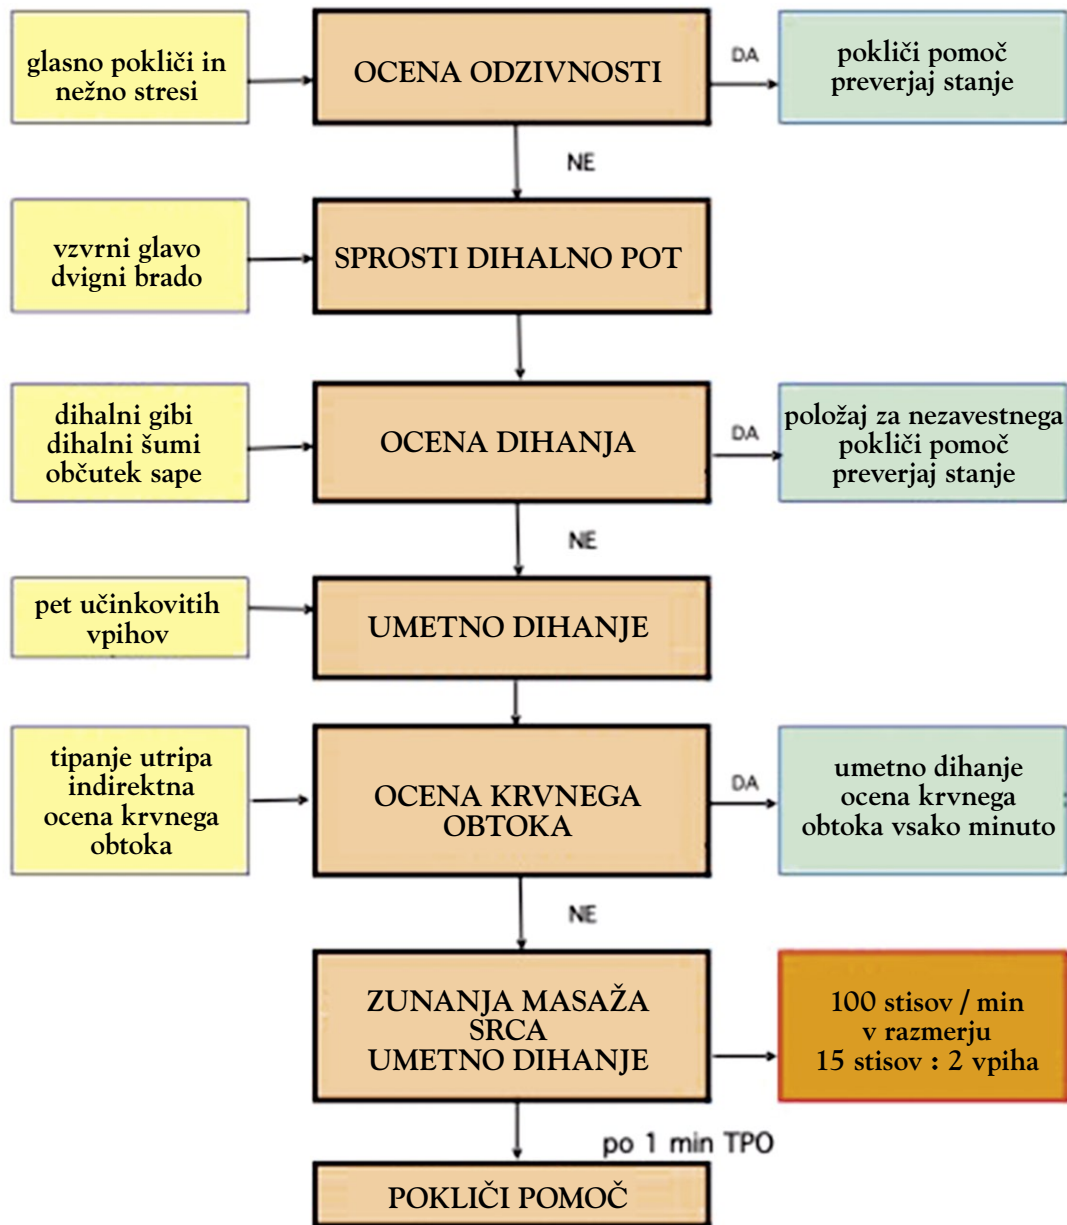 glasno pokliči in
nežno stresi
OCENA ODZIVNOSTI
DA
pokliči pomoč
preverjaj stanje
NE
vzvrni glavo
dvigni brado
SPROSTI DIHALNO POT
dihalni gibi
dihalni šumi
občutek sape
OCENA DIHANJA
DA
položaj za nezavestnega
pokliči pomoč
preverjaj stanje
NE
pet učinkovitih
vpihov
UMETNO DIHANJE
tipanje utripa
indirektna
ocena krvnega
obtoka
OCENA KRVNEGA
OBTOKA
DA
umetno dihanje
ocena krvnega
obtoka vsako minuto
NE
ZUNANJA MASAŽA
SRCA
UMETNO DIHANJE
100 stisov / min
v razmerju
15 stisov : 2 vpiha
po 1 min TPO
POKLIČI POMOČ